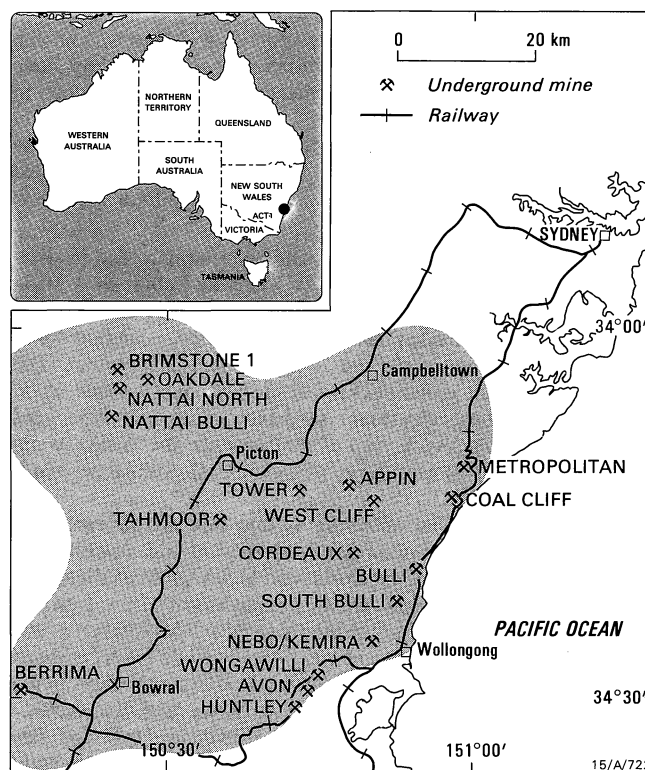 0 20 km
Underground mine
Railway
NORTHERN
TERRITORY
QUEENSLAND
WESTERN
AUSTRALIA
SOUTH
AUSTRALIA
NEW SOUTH
WALES
ACT
VICTORIA
TASMANIA
SYDNEY
34°00'
BRIMSTONE 1
OAKDALE
NATTAI NORTH
NATTAI BULLI
Campbelltown
Picton
METROPOLITAN
APPIN
TOWER
COAL CLIFF
WEST CLIFF
TAHMOOR
CORDEAUX
BULLI
SOUTH BULLI
PACIFIC OCEAN
NEBO/KEMIRA
Wollongong
WONGAWILLI
BERRIMA
Bowral
AVON
34°30'
HUNTLEY
150°30' 151°00'